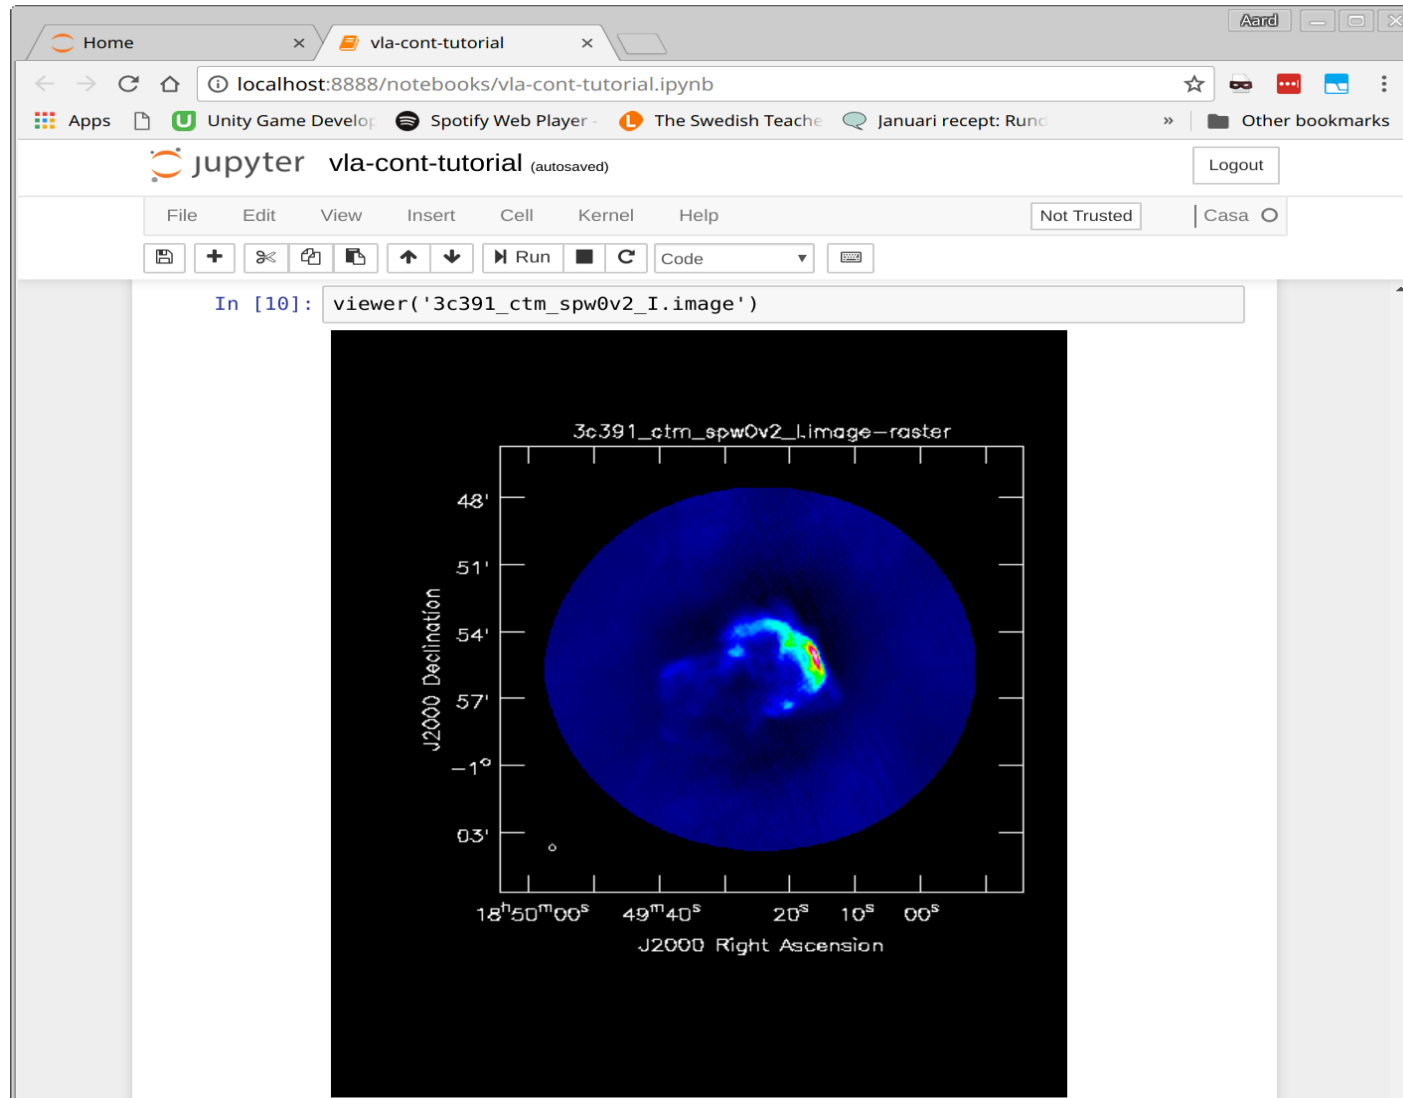 Aard
Home
vla-cont-tutorial
localhost:8888/notebooks/vla-cont-tutorial.ipynb
Apps Unity Game Develop Spotify Web Player - The Swedish Teache Januari recept: Rund » Other bookmarks
jupyter vla-cont-tutorial (autosaved) Logout
File Edit View Insert Cell Kernel Help Not Trusted Casa
Run Code
In [10]: viewer('3c391_ctm_spw0v2_I.image')
3c391_ctm_spw0v2_I.image-raster
48'
51'
54'
57'
-1°
03'
J2000 Declination
18ʰ50ᵐ00ˢ 49ᵐ40ˢ 20ˢ 10ˢ 00ˢ
J2000 Right Ascension